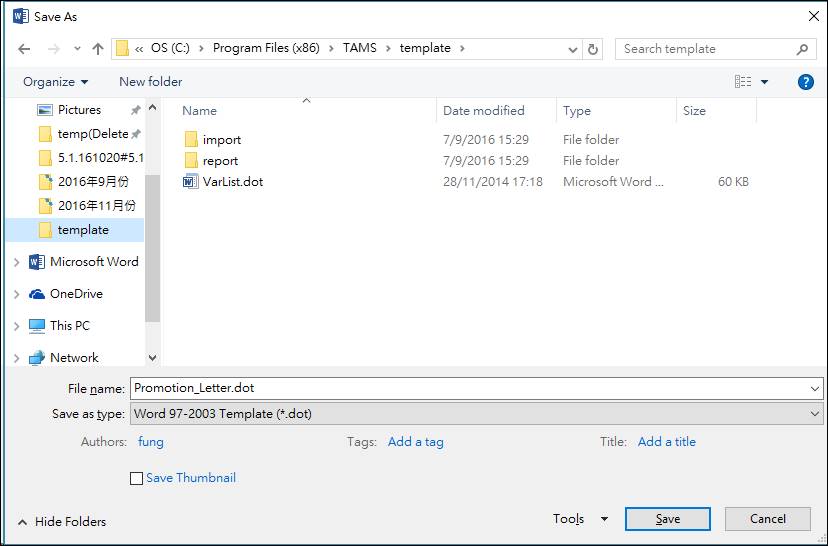 Save As
« OS (C:) > Program Files (x86) > TAMS > template >
Search template
Organize New folder ?
Name Date modified Type Size
Pictures
temp(Delete
5.1.161020#5.1
2016年9月份
2016年11月份
template
Microsoft Word
OneDrive
This PC
Network
import 7/9/2016 15:29 File folder
report 7/9/2016 15:29 File folder
VarList.dot 28/11/2014 17:18 Microsoft Word ... 60 KB
File name: Promotion_Letter.dot
Save as type: Word 97-2003 Template (*.dot)
Authors: fung Tags: Add a tag Title: Add a title
Save Thumbnail
Hide Folders Tools Save Cancel